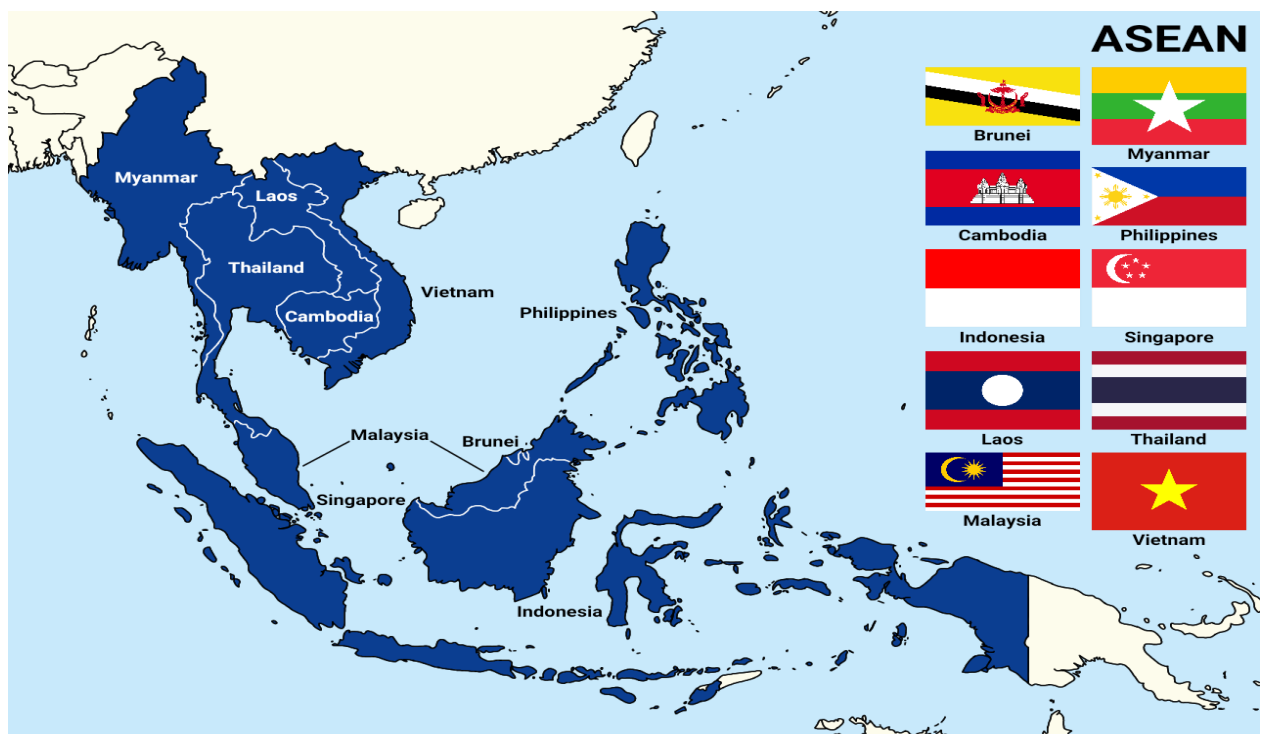 ASEAN
Brunei
Myanmar
Cambodia
Philippines
Indonesia
Singapore
Laos
Thailand
Malaysia
Vietnam
Myanmar
Laos
Thailand
Vietnam
Cambodia
Philippines
Malaysia
Brunei
Singapore
Indonesia